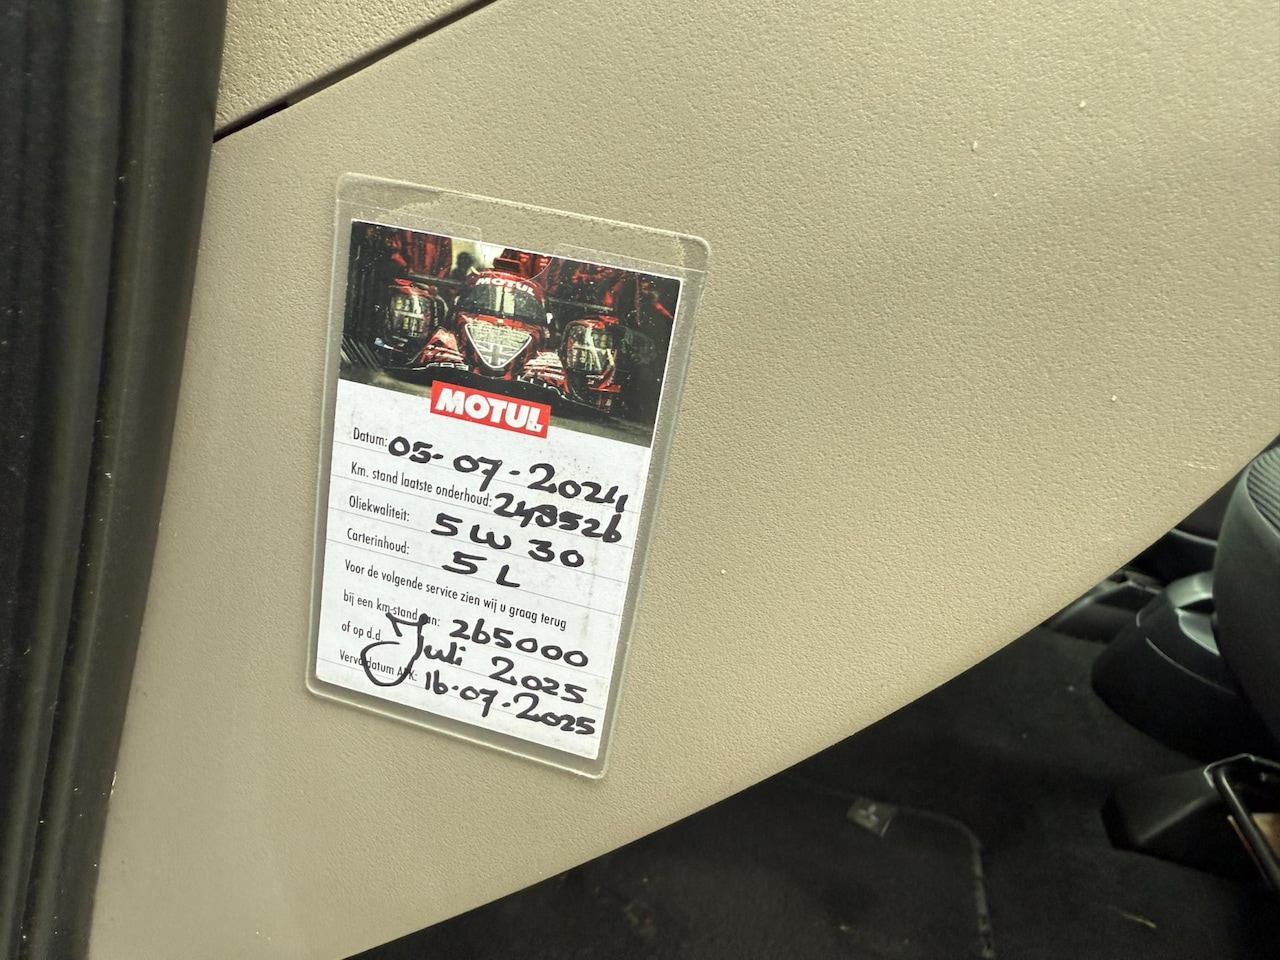 MOTUL
MOTUL
Datum: 05-07-2024
Km. stand laatste onderhoud: 248526
Oliekwaliteit: 5W30
Carterinhoud: 5L
Voor de volgende service zien wij u graag terug
bij een km-stand an: 265000
of op d.d. Juli 2025
Vervaldatum APK: 16-07-2025